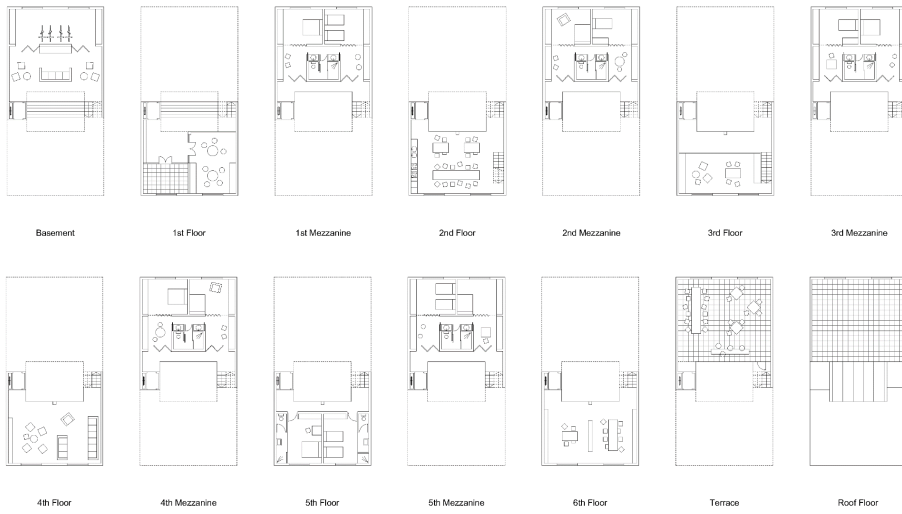 Basement
1st Floor
1st Mezzanine
2nd Floor
2nd Mezzanine
3rd Floor
3rd Mezzanine
4th Floor
4th Mezzanine
5th Floor
5th Mezzanine
6th Floor
Terrace
Roof Floor